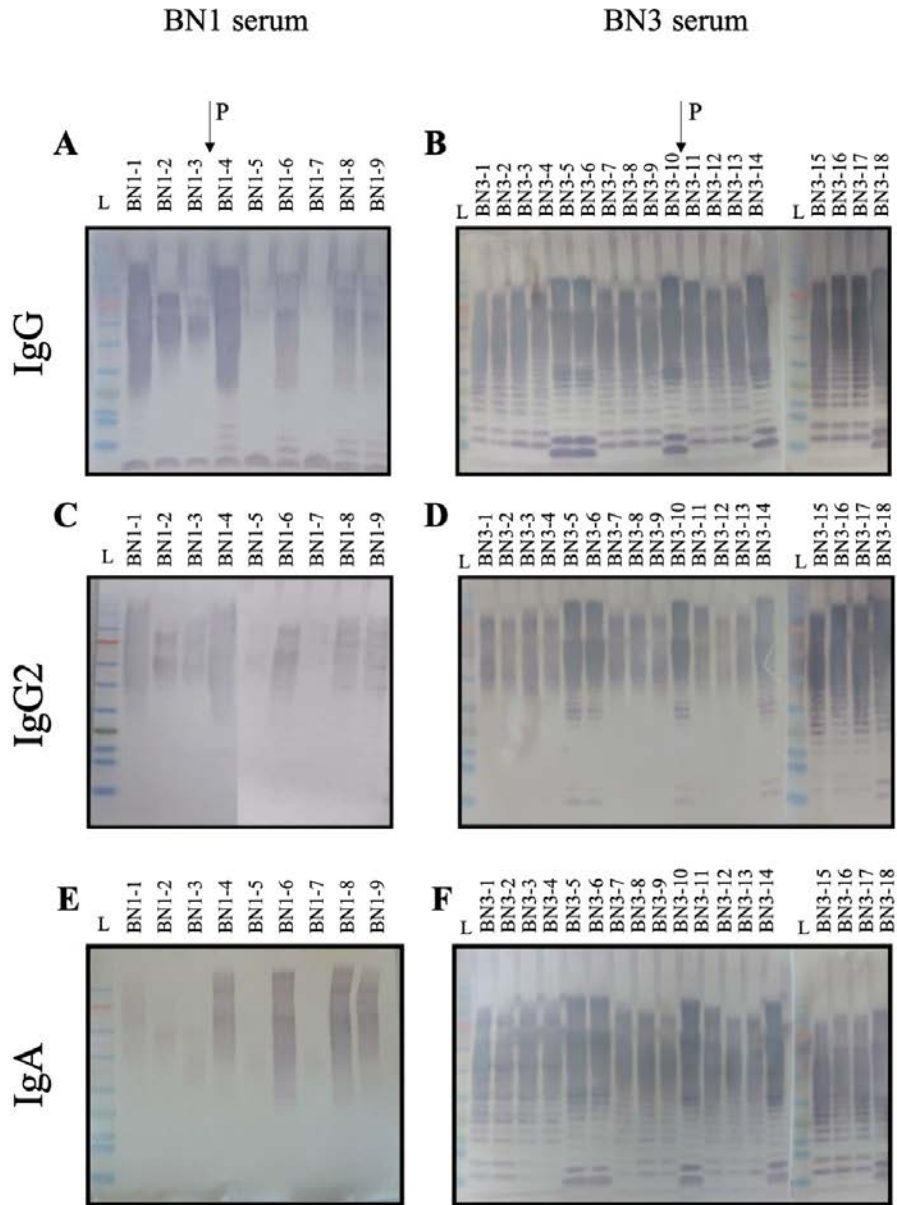 BN1 serum
BN3 serum
P
P
A
B
L
BN1-1
BN1-2
BN1-3
BN1-4
BN1-5
BN1-6
BN1-7
BN1-8
BN1-9
L
BN3-1
BN3-2
BN3-3
BN3-4
BN3-5
BN3-6
BN3-7
BN3-8
BN3-9
BN3-10
BN3-11
BN3-12
BN3-13
BN3-14
L
BN3-15
BN3-16
BN3-17
BN3-18
IgG
C
D
L
BN1-1
BN1-2
BN1-3
BN1-4
BN1-5
BN1-6
BN1-7
BN1-8
BN1-9
L
BN3-1
BN3-2
BN3-3
BN3-4
BN3-5
BN3-6
BN3-7
BN3-8
BN3-9
BN3-10
BN3-11
BN3-12
BN3-13
BN3-14
L
BN3-15
BN3-16
BN3-17
BN3-18
IgG2
E
F
L
BN1-1
BN1-2
BN1-3
BN1-4
BN1-5
BN1-6
BN1-7
BN1-8
BN1-9
L
BN3-1
BN3-2
BN3-3
BN3-4
BN3-5
BN3-6
BN3-7
BN3-8
BN3-9
BN3-10
BN3-11
BN3-12
BN3-13
BN3-14
L
BN3-15
BN3-16
BN3-17
BN3-18
IgA